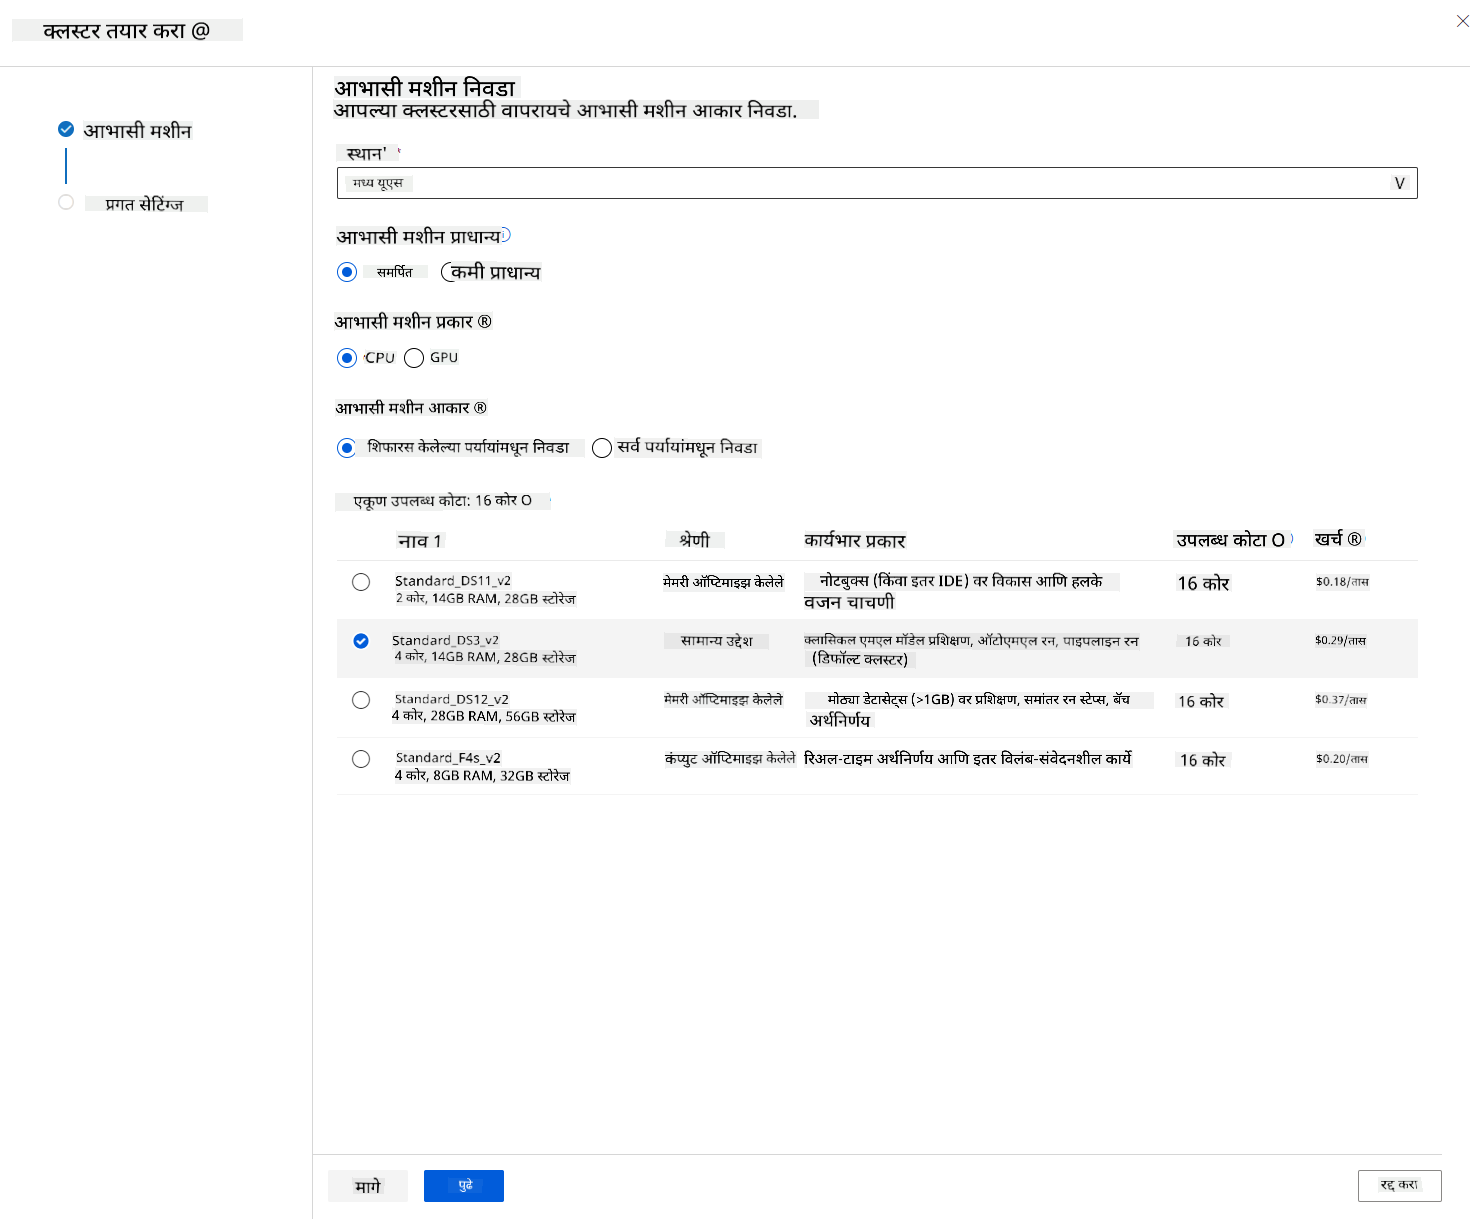 क्लस्टर तयार करा @
आभासी मशीन
प्रगत सेटिंग्ज
आभासी मशीन निवडा
आपल्या क्लस्टरसाठी वापरायचे आभासी मशीन आकार निवडा.
स्थान' *
मध्य यूएस V
आभासी मशीन प्राधान्य
समर्पित कमी प्राधान्य
आभासी मशीन प्रकार ®
CPU GPU
आभासी मशीन आकार ®
शिफारस केलेल्या पर्यायांमधून निवडा सर्व पर्यायांमधून निवडा
एकूण उपलब्ध कोटा: 16 कोर O
नाव 1 श्रेणी कार्यभार प्रकार उपलब्ध कोटा O खर्च ®
Standard_DS11_v2 मेमरी ऑप्टिमाइझ केलेले नोटबुक्स (किंवा इतर IDE) वर विकास आणि हलके 16 कोर $0.18/तास
2 कोर, 14GB RAM, 28GB स्टोरेज वजन चाचणी
Standard_DS3_v2 सामान्य उद्देश क्लासिकल एमएल मॉडेल प्रशिक्षण, ऑटोएमएल रन, पाइपलाइन रन 16 कोर $0.29/तास
4 कोर, 14GB RAM, 28GB स्टोरेज (डिफॉल्ट क्लस्टर)
Standard_DS12_v2 मेमरी ऑप्टिमाइझ केलेले मोठ्या डेटासेट्स (>1GB) वर प्रशिक्षण, समांतर रन स्टेप्स, बॅच 16 कोर $0.37/तास
4 कोर, 28GB RAM, 56GB स्टोरेज अर्थनिर्णय
Standard_F4s_v2 कंप्युट ऑप्टिमाइझ केलेले रिअल-टाइम अर्थनिर्णय आणि इतर विलंब-संवेदनशील कार्ये 16 कोर $0.20/तास
4 कोर, 8GB RAM, 32GB स्टोरेज
मागे पुढे रद्द करा